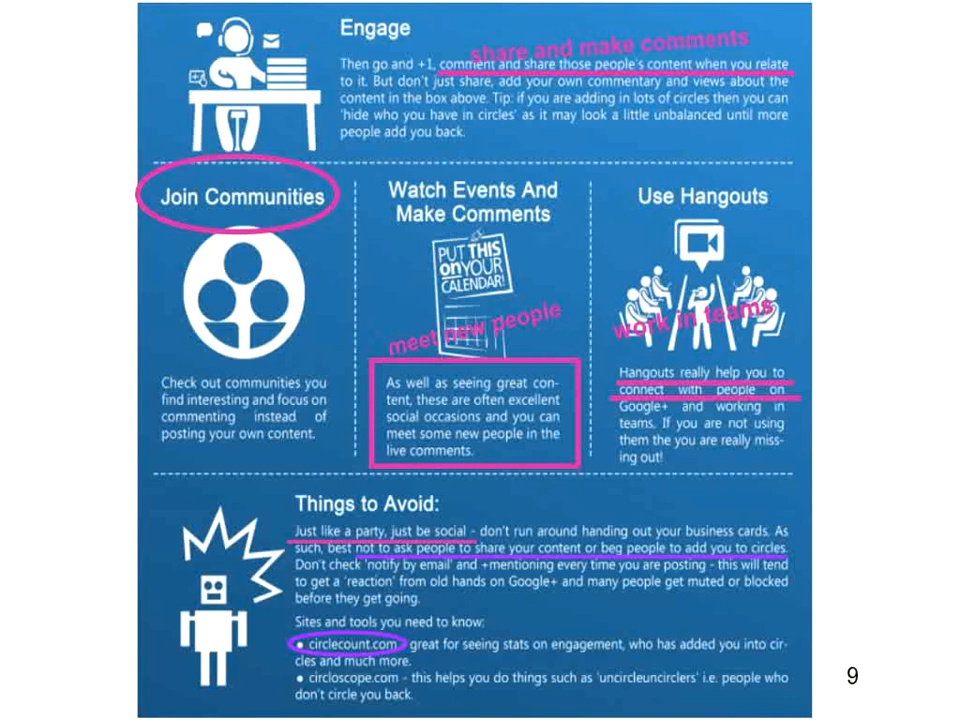 Engage
share and make comments
Then go and +1, comment and share those people's content when you relate
to it. But don't just share, add your own commentary and views about the
content in the box above. Tip: if you are adding in lots of circles then you can
'hide who you have in circles' as it may look a little unbalanced until more
people add you back.
Join Communities
Check out communities you
find interesting and focus on
commenting instead of
posting your own content.
Watch Events And
Make Comments
PUT THIS
onYOUR
CALENDAR!
meet new people
As well as seeing great con-
tent, these are often excellent
social occasions and you can
meet some new people in the
live comments.
Use Hangouts
work in teams
Hangouts really help you to
connect with people on
Google+ and working in
teams. If you are not using
them the you are really miss-
ing out!
Things to Avoid:
Just like a party, just be social - don't run around handing out your business cards. As
such, best not to ask people to share your content or beg people to add you to circles.
Don't check 'notify by email' and +mentioning every time you are posting - this will tend
to get a 'reaction' from old hands on Google+ and many people get muted or blocked
before they get going.
Sites and tools you need to know:
• circlecount.com - great for seeing stats on engagement, who has added you into cir-
cles and much more.
• circloscope.com - this helps you do things such as 'uncircleuncirclers' i.e. people who
don't circle you back.
9